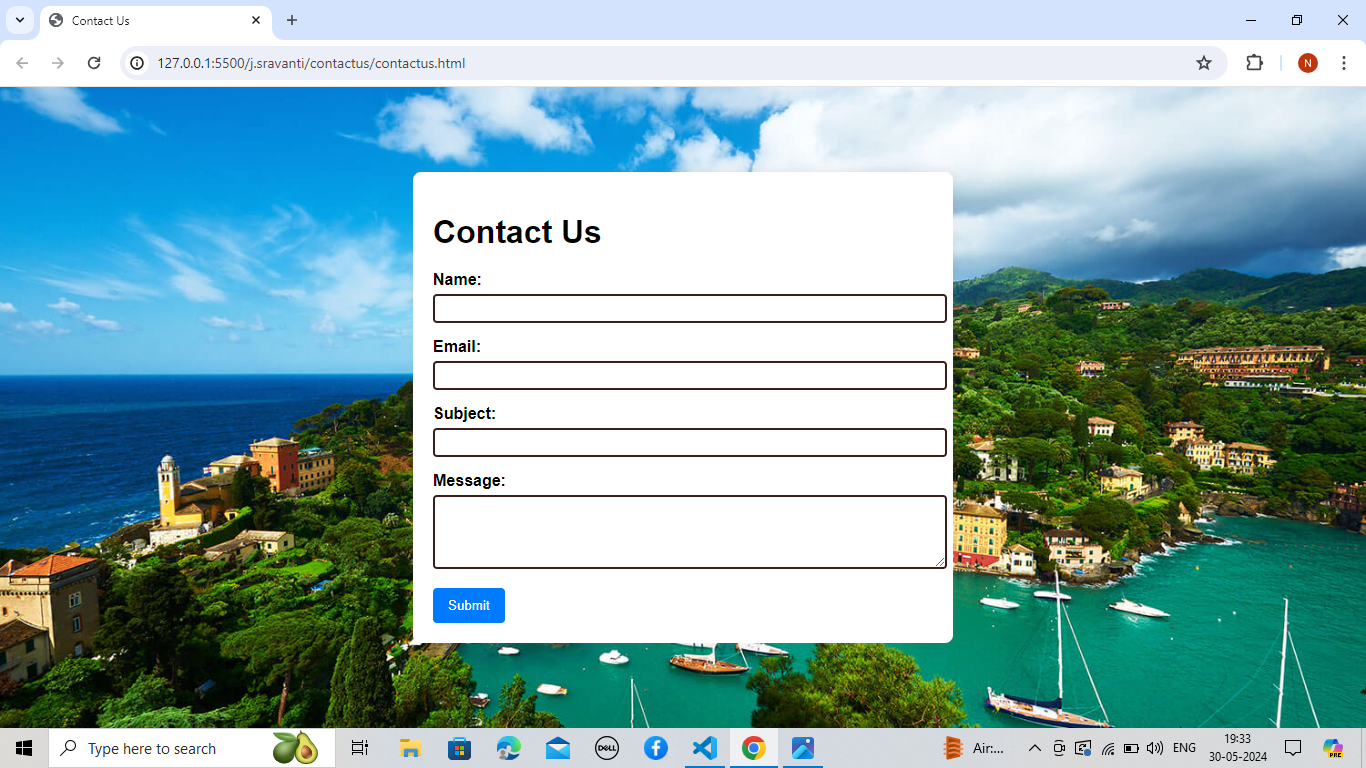 Contact Us
127.0.0.1:5500/j.sravanti/contactus/contactus.html
N
Contact Us
Name:
Email:
Subject:
Message:
Submit
Type here to search
DELL
Air:...
ENG
19:33
30-05-2024
PRE